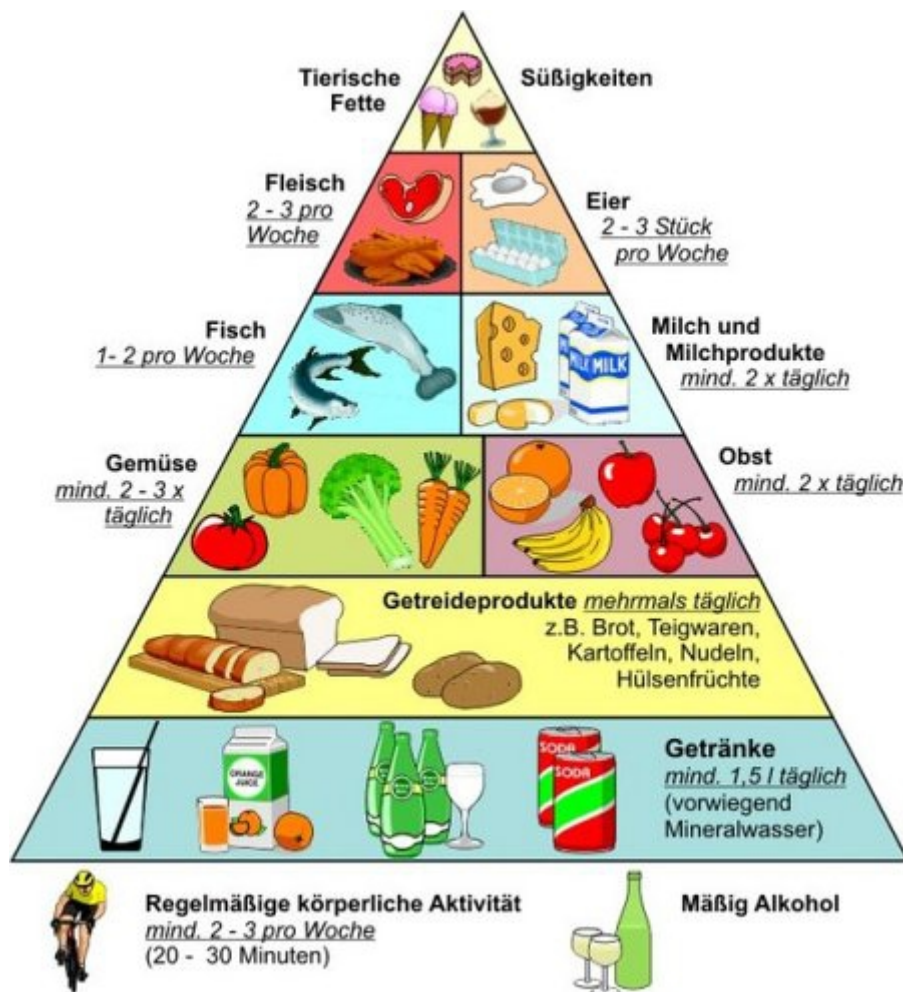 Tierische
Fette
Süßigkeiten
Fleisch
2 - 3 pro
Woche
Eier
2 - 3 Stück
pro Woche
Fisch
1- 2 pro Woche
Milch und
Milchprodukte
mind. 2 x täglich
MILK
MILK
Gemüse
mind. 2 - 3 x
täglich
Obst
mind. 2 x täglich
Getreideprodukte mehrmals täglich
z.B. Brot, Teigwaren,
Kartoffeln, Nudeln,
Hülsenfrüchte
ORANGE
JUICE
SODA
SODA
Getränke
mind. 1,5 l täglich
(vorwiegend
Mineralwasser)
Regelmäßige körperliche Aktivität
mind. 2 - 3 pro Woche
(20 - 30 Minuten)
Mäßig Alkohol